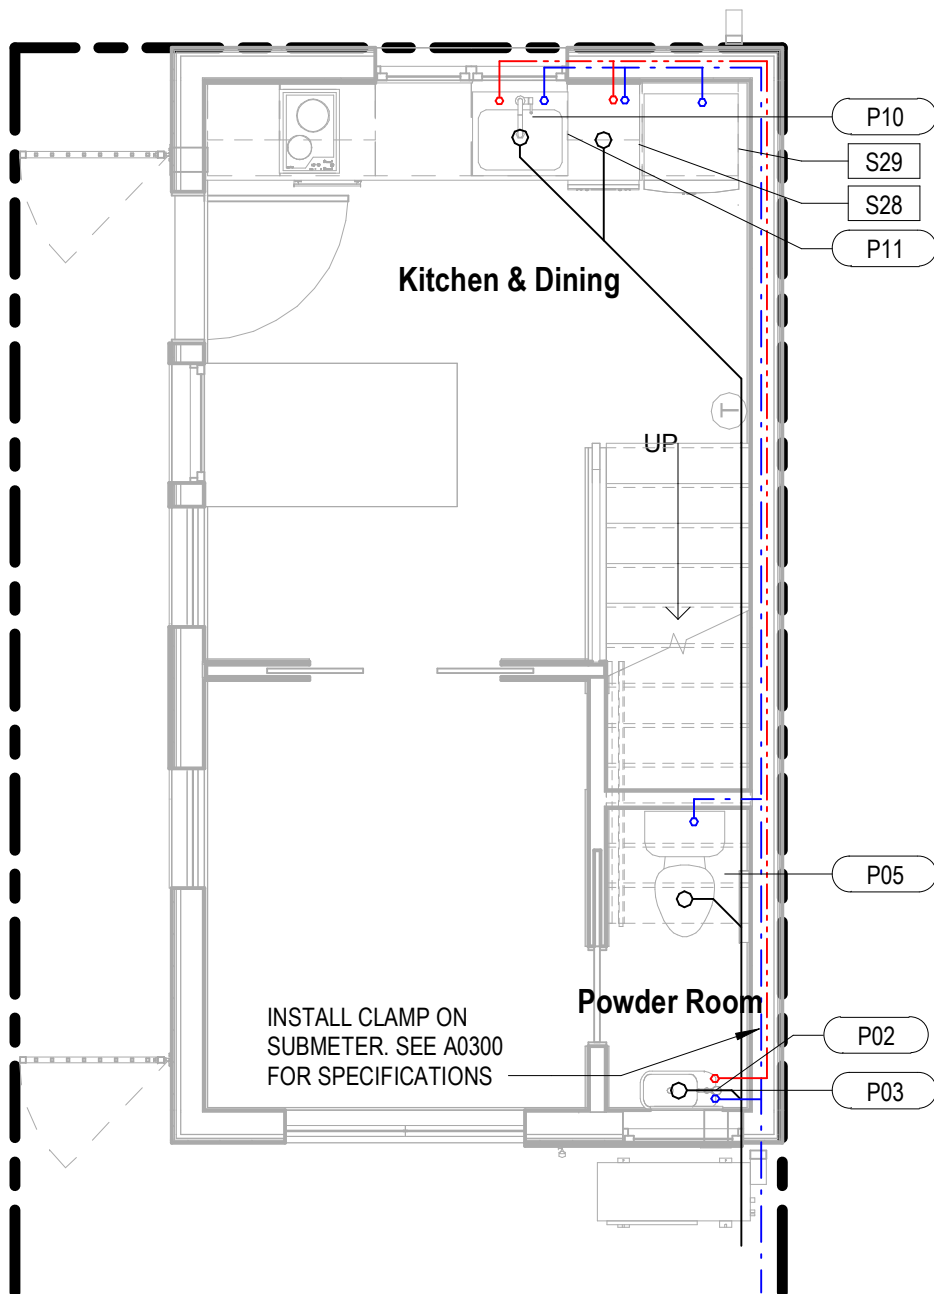 P10
S29
S28
P11
Kitchen & Dining
T
UP
P05
Powder Room
INSTALL CLAMP ON
SUBMETER. SEE A0300
FOR SPECIFICATIONS
P02
P03